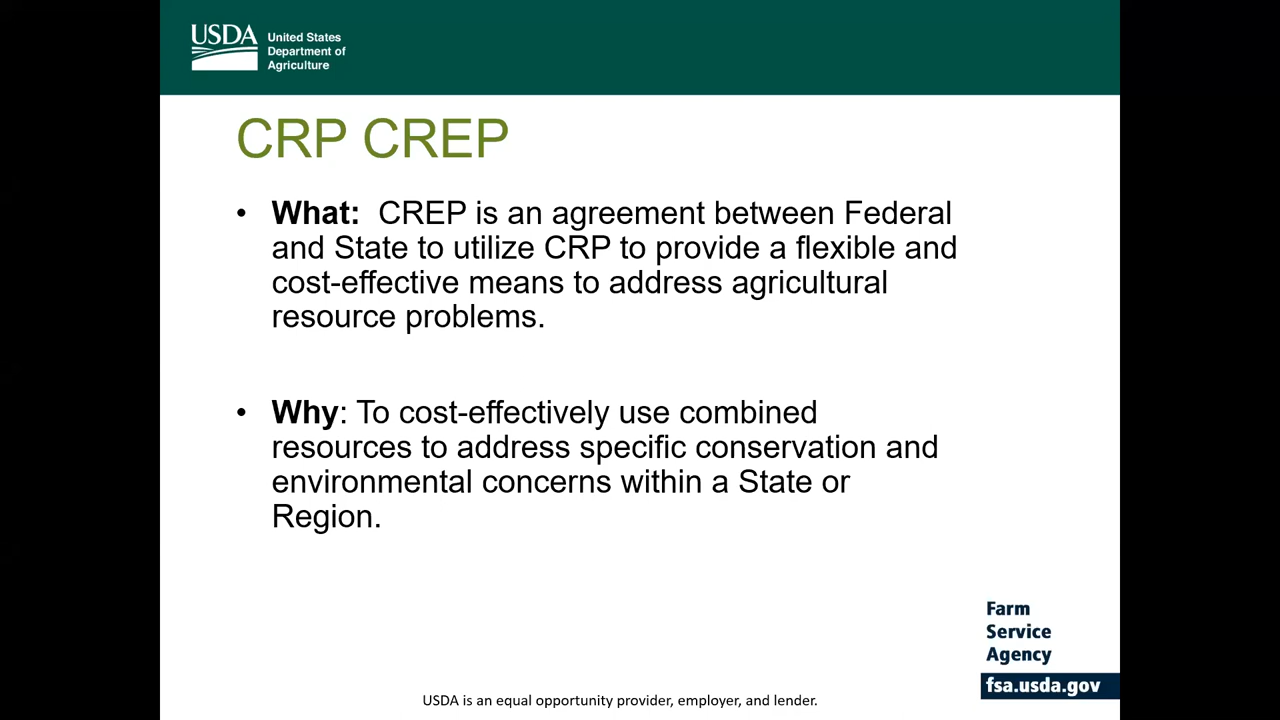 USDA
United States
Department of
Agriculture
CRP CREP
• What:  CREP is an agreement between Federal
and State to utilize CRP to provide a flexible and
cost-effective means to address agricultural
resource problems.
• Why: To cost-effectively use combined
resources to address specific conservation and
environmental concerns within a State or
Region.
Farm
Service
Agency
fsa.usda.gov
USDA is an equal opportunity provider, employer, and lender.